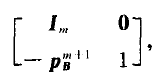 [ I_m 0 ]
[ -p_B^{m+1} 1 ],